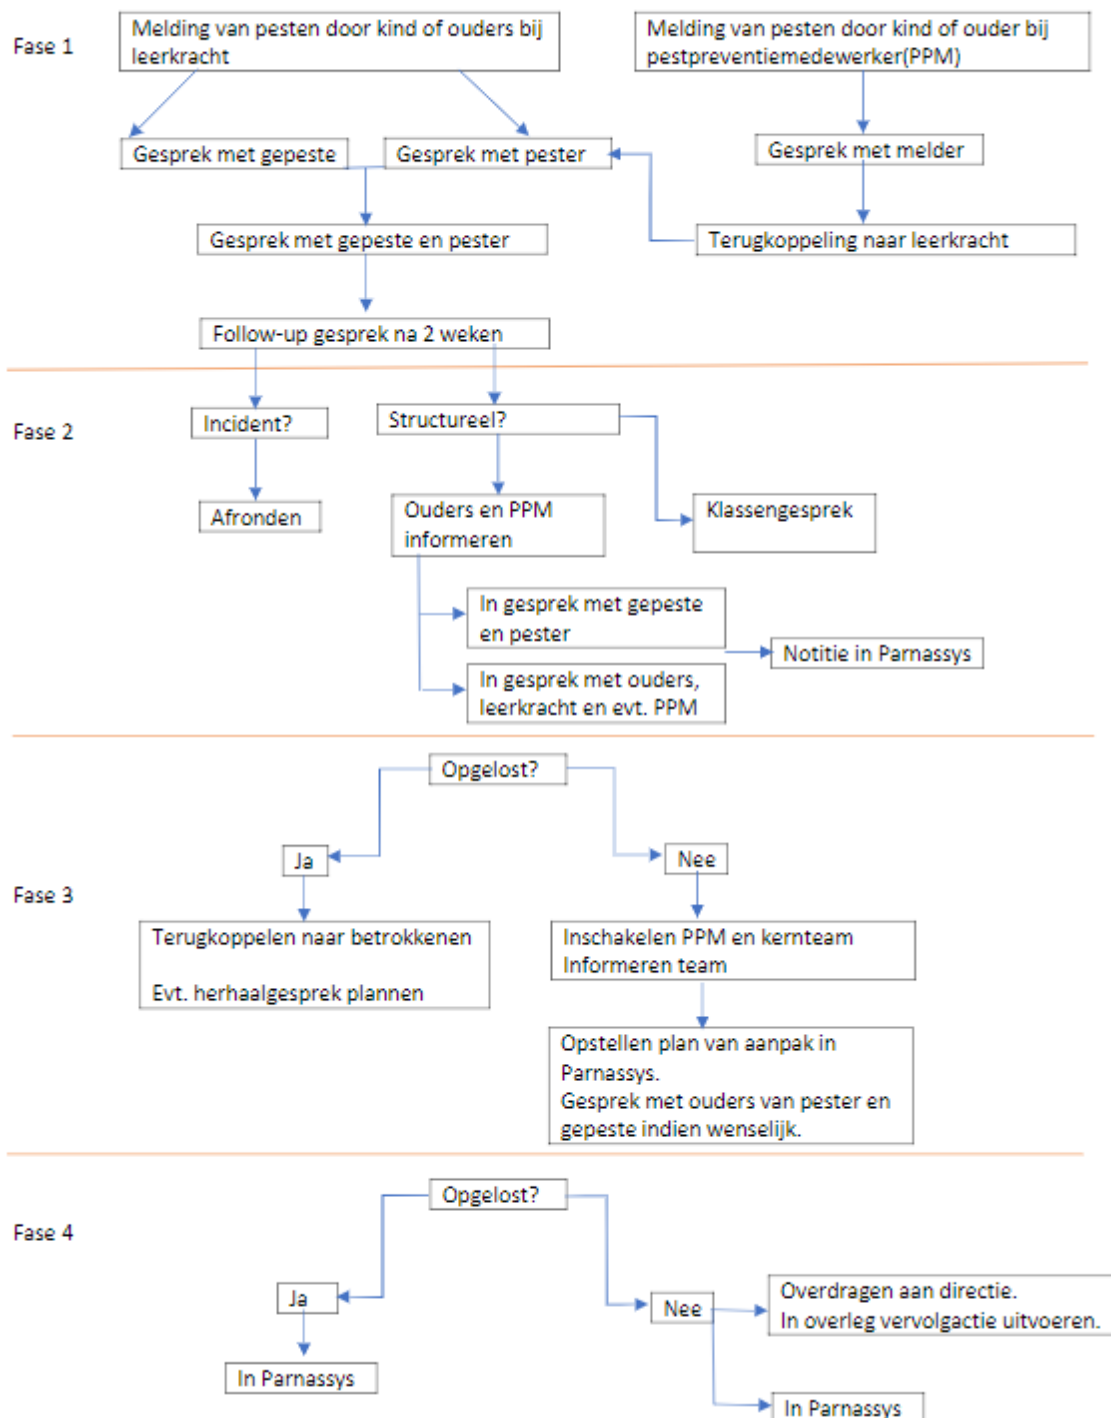 Fase 1
Melding van pesten door kind of ouders bij
leerkracht
Melding van pesten door kind of ouder bij
pestpreventiemedewerker(PPM)
Gesprek met gepeste
Gesprek met pester
Gesprek met melder
Gesprek met gepeste en pester
Terugkoppeling naar leerkracht
Follow-up gesprek na 2 weken
Fase 2
Incident?
Structureel?
Afronden
Ouders en PPM
informeren
Klassengesprek
In gesprek met gepeste
en pester
Notitie in Parnassys
In gesprek met ouders,
leerkracht en evt. PPM
Opgelost?
Ja
Nee
Fase 3
Terugkoppelen naar betrokkenen
Evt. herhaalgesprek plannen
Inschakelen PPM en kernteam
Informeren team
Opstellen plan van aanpak in
Parnassys.
Gesprek met ouders van pester en
gepeste indien wenselijk.
Opgelost?
Fase 4
Ja
Nee
Overdragen aan directie.
In overleg vervolgactie uitvoeren.
In Parnassys
In Parnassys